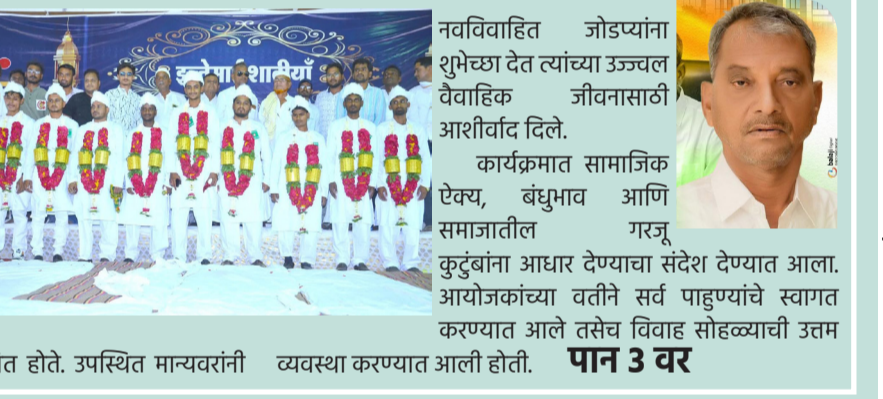 इज्तेमाई शादीयाँ
त होते. उपस्थित मान्यवरांनी
नवविवाहित जोडप्यांना
शुभेच्छा देत त्यांच्या उज्ज्वल
वैवाहिक जीवनासाठी
आशीर्वाद दिले.
कार्यक्रमात सामाजिक
ऐक्य, बंधुभाव आणि
समाजातील गरजू
कुटुंबांना आधार देण्याचा संदेश देण्यात आला.
आयोजकांच्या वतीने सर्व पाहुण्यांचे स्वागत
करण्यात आले तसेच विवाह सोहळ्याची उत्तम
व्यवस्था करण्यात आली होती. पान 3 वर